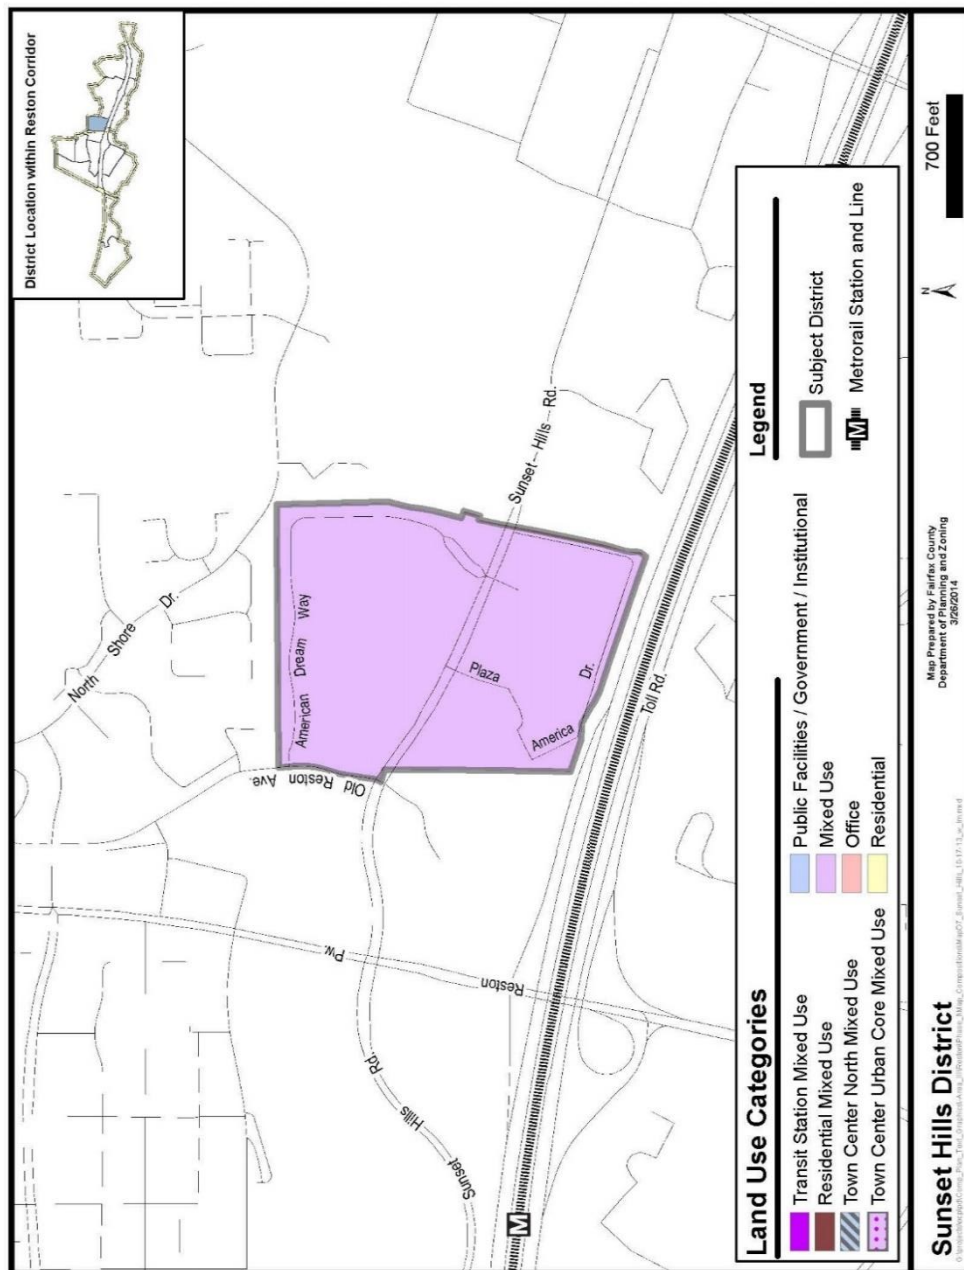 District Location within Reston Corridor
North Shore Dr.
American Dream Way
Old Reston Ave.
Sunset Hills Rd.
Plaza
America
Dr.
Toll Rd.
Reston
Pw.
Sunset Hills Rd
M
Land Use Categories
Transit Station Mixed Use
Residential Mixed Use
Town Center North Mixed Use
Town Center Urban Core Mixed Use
Public Facilities / Government / Institutional
Mixed Use
Office
Residential
Legend
Subject District
M
Metrorail Station and Line
Sunset Hills District
Map Prepared by Fairfax County
Department of Planning and Zoning
3/26/2014
N
700 Feet